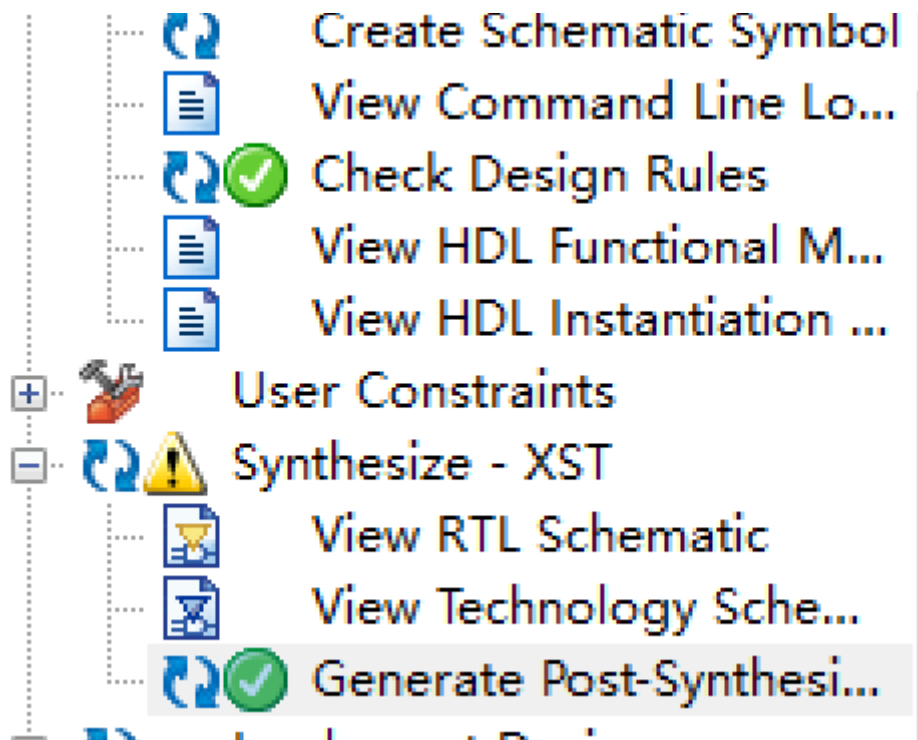 Create Schematic Symbol
View Command Line Lo...
Check Design Rules
View HDL Functional M...
View HDL Instantiation ...
User Constraints
Synthesize - XST
View RTL Schematic
View Technology Sche...
Generate Post-Synthesi...